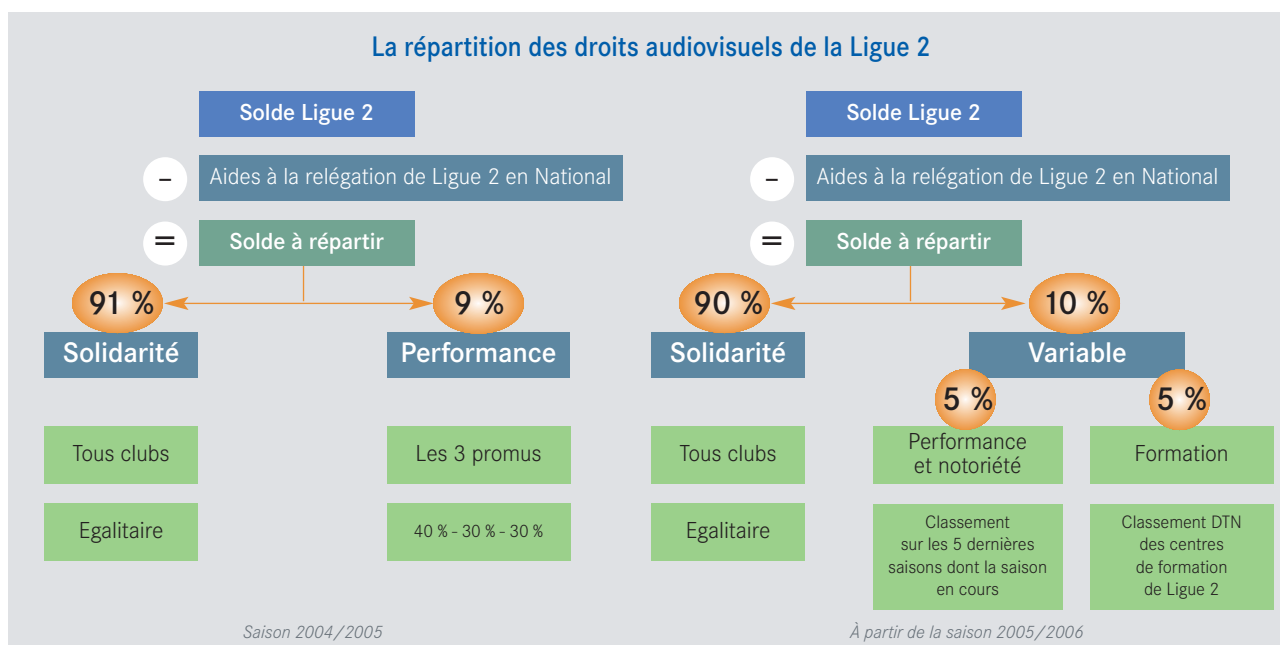 La répartition des droits audiovisuels de la Ligue 2
Solde Ligue 2
–
Aides à la relégation de Ligue 2 en National
=
Solde à répartir
91 %
9 %
Solidarité
Performance
Tous clubs
Les 3 promus
Egalitaire
40 % - 30 % - 30 %
Saison 2004/2005
Solde Ligue 2
–
Aides à la relégation de Ligue 2 en National
=
Solde à répartir
90 %
10 %
Solidarité
Variable
5 %
5 %
Tous clubs
Performance
et notoriété
Formation
Egalitaire
Classement
sur les 5 dernières
saisons dont la saison
en cours
Classement DTN
des centres
de formation
de Ligue 2
À partir de la saison 2005/2006